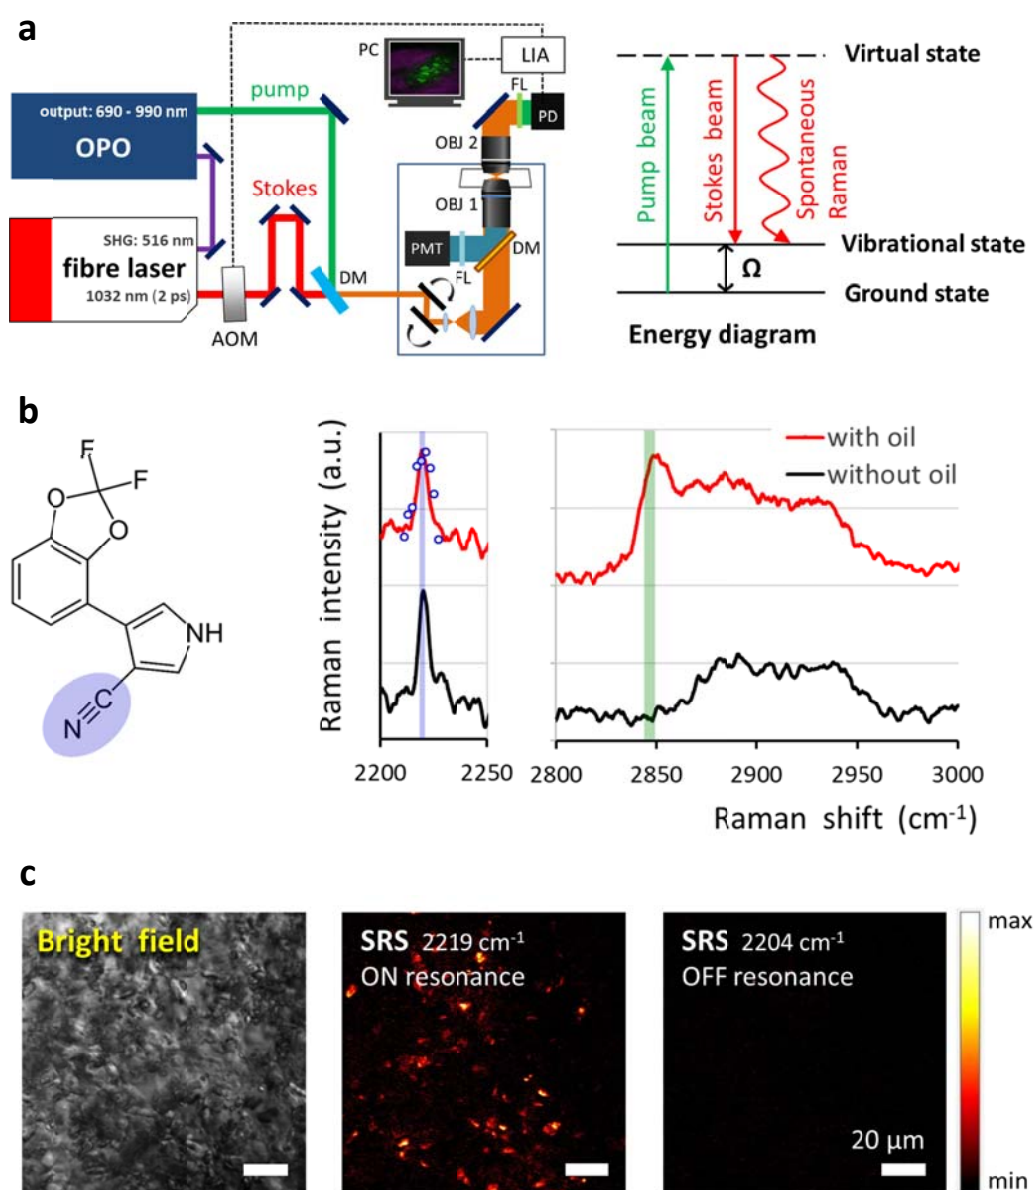 a
output: 690 - 990 nm
OPO
pump
Stokes
SHG: 516 nm
fibre laser
1032 nm (2 ps)
AOM
DM
PC
LIA
FL
PD
OBJ 2
OBJ 1
PMT
DM
FL
Pump beam
Stokes beam
Spontaneous
Raman
Virtual state
Vibrational state
Ω
Ground state
Energy diagram
b
F
F
O
O
NH
N
C
Raman intensity (a.u.)
with oil
without oil
2200
2250
2800
2850
2900
2950
3000
Raman shift (cm-1)
c
Bright field
SRS 2219 cm-1
ON resonance
SRS 2204 cm-1
OFF resonance
20 µm
max
min